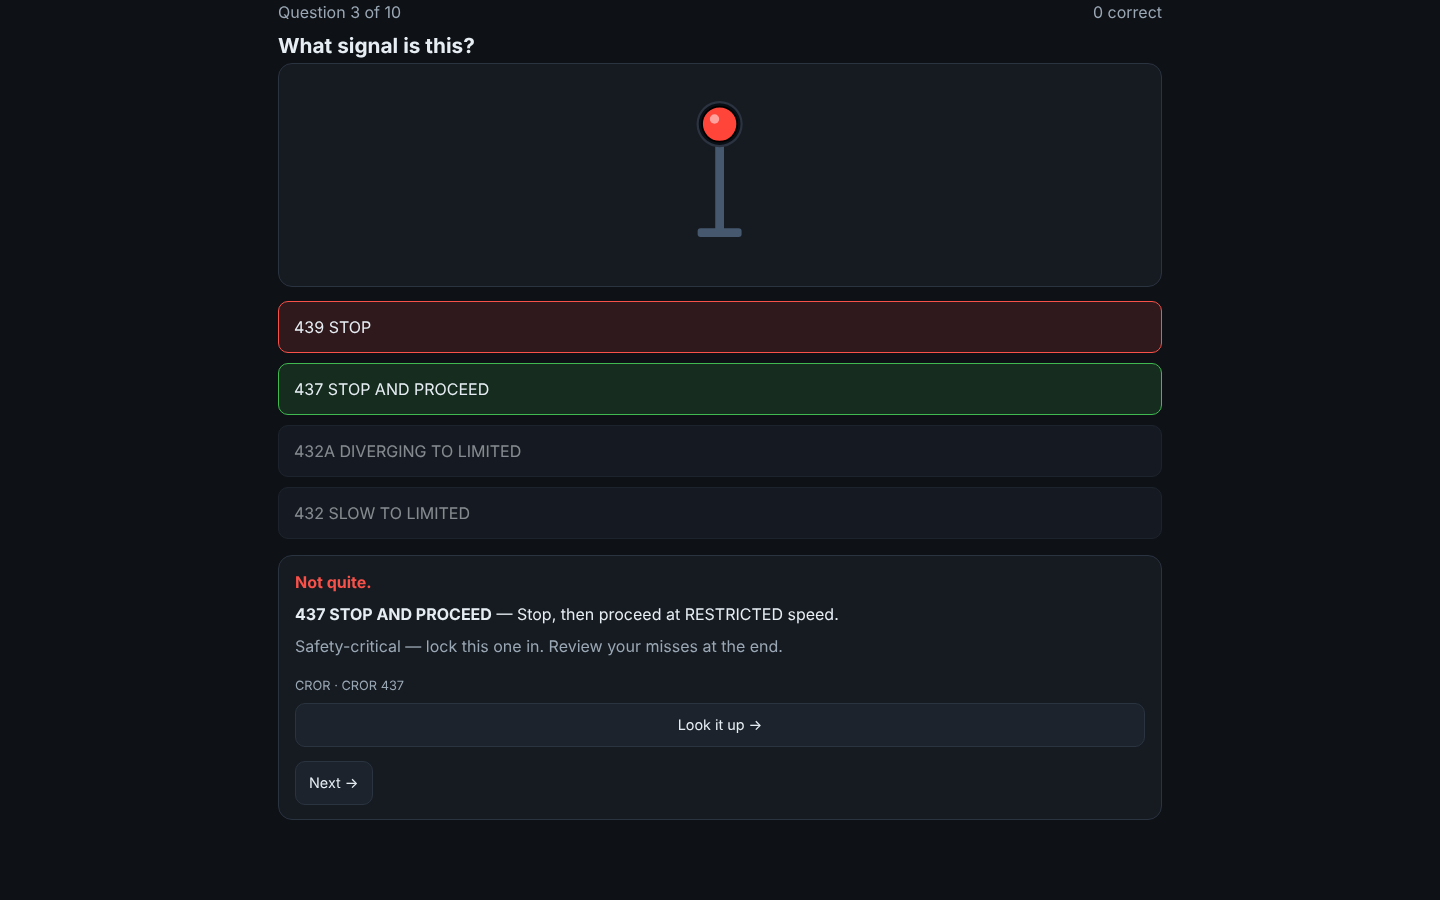 Question 3 of 10
0 correct
What signal is this?
439 STOP
437 STOP AND PROCEED
432A DIVERGING TO LIMITED
432 SLOW TO LIMITED
Not quite.
437 STOP AND PROCEED — Stop, then proceed at RESTRICTED speed.
Safety-critical — lock this one in. Review your misses at the end.
CROR · CROR 437
Look it up →
Next →